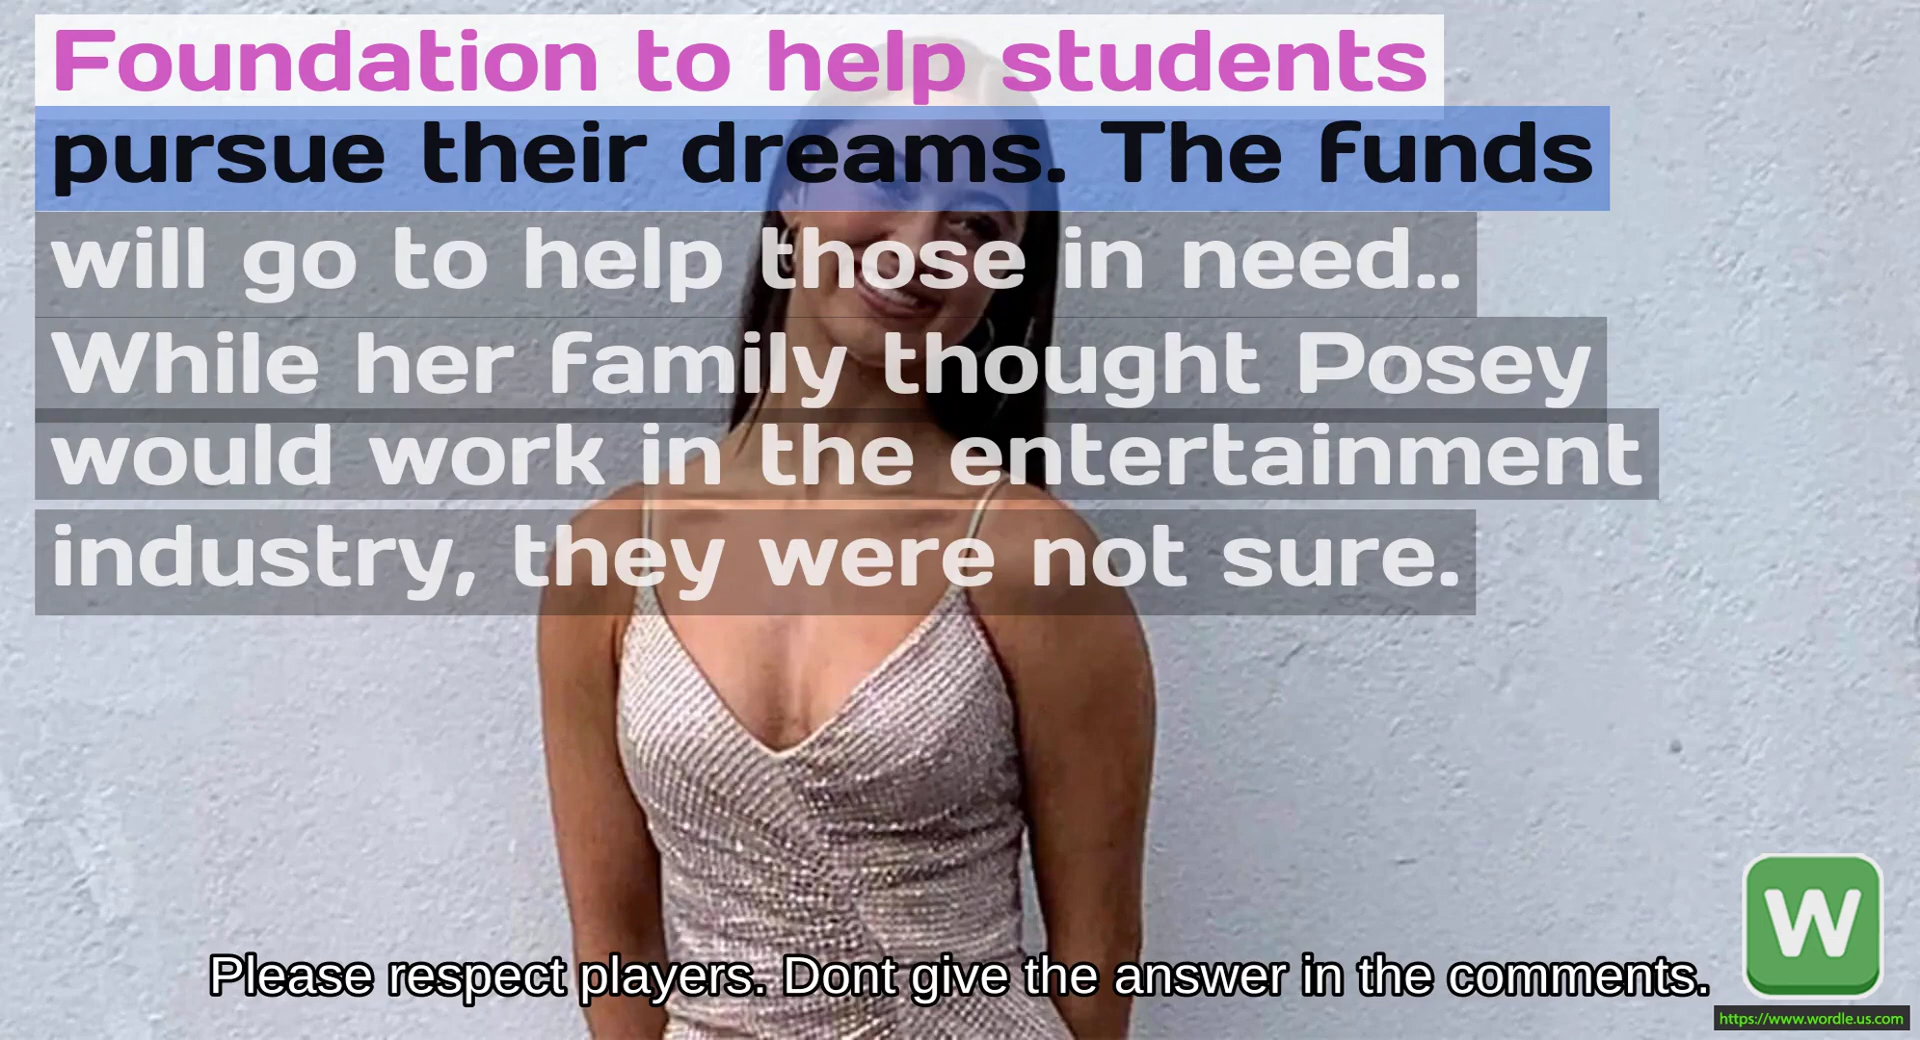 Foundation to help students
pursue their dreams. The funds
will go to help those in need..
While her family thought Posey
would work in the entertainment
industry, they were not sure.
Please respect players. Dont give the answer in the comments.
W
https://www.wordle.us.com